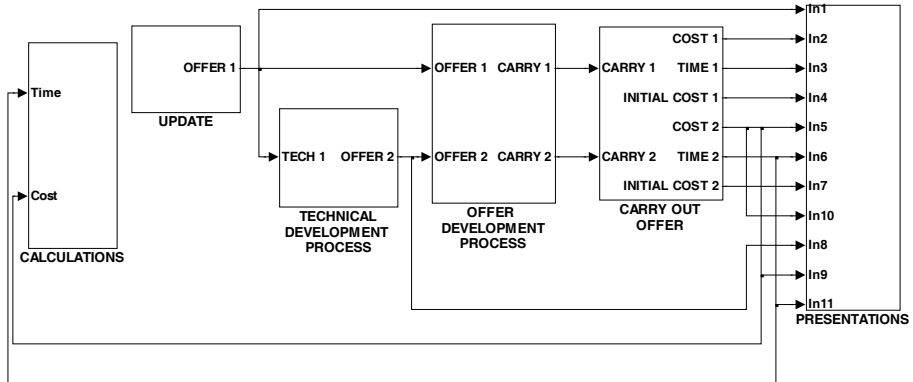 Time
Cost
CALCULATIONS
OFFER 1
UPDATE
TECH 1
OFFER 2
TECHNICAL
DEVELOPMENT
PROCESS
OFFER 1
CARRY 1
OFFER 2
CARRY 2
OFFER
DEVELOPMENT
PROCESS
CARRY 1
CARRY 2
COST 1
TIME 1
INITIAL COST 1
COST 2
TIME 2
INITIAL COST 2
CARRY OUT
OFFER
In1
In2
In3
In4
In5
In6
In7
In10
In8
In9
In11
PRESENTATIONS